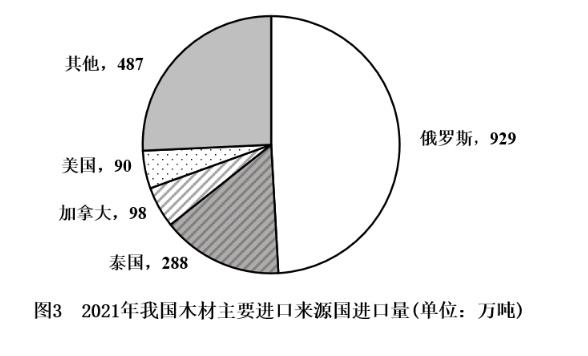 其他，487
俄罗斯，929
美国，90
加拿大，98
泰国，288
图3 2021年我国木材主要进口来源国进口量(单位：万吨)